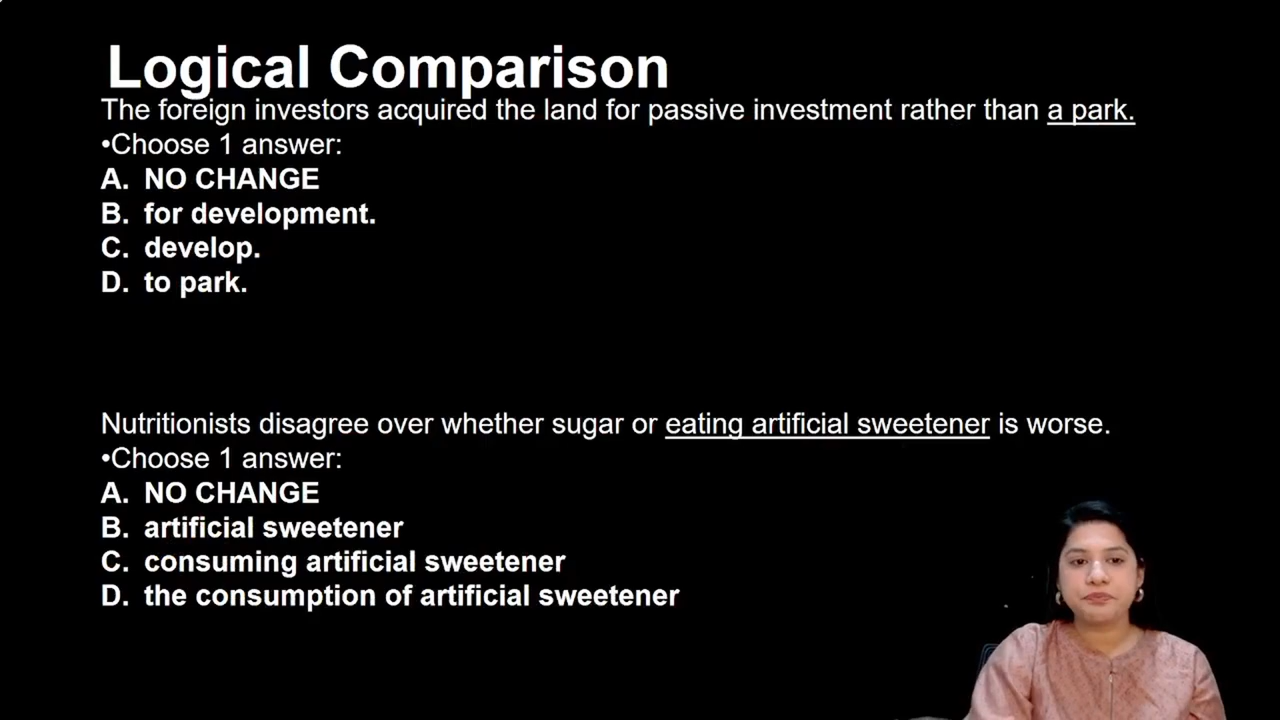 Logical Comparison
The foreign investors acquired the land for passive investment rather than a park.
•Choose 1 answer:
A. NO CHANGE
B. for development.
C. develop.
D. to park.
Nutritionists disagree over whether sugar or eating artificial sweetener is worse.
•Choose 1 answer:
A. NO CHANGE
B. artificial sweetener
C. consuming artificial sweetener
D. the consumption of artificial sweetener